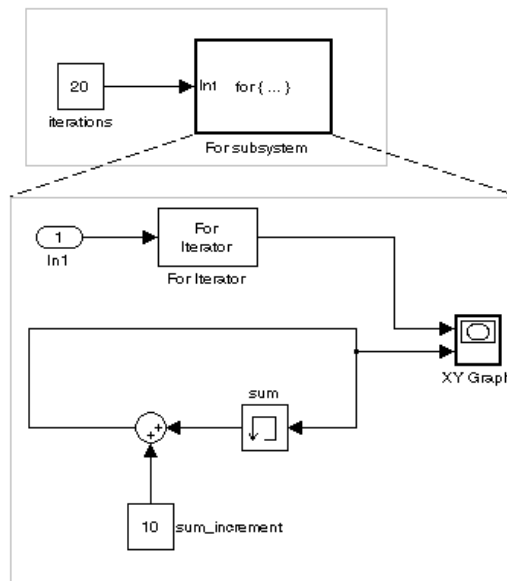 20
In1
for { ... }
iterations
For subsystem
1
In1
For
Iterator
For Iterator
XY Graph
sum
+
+
10
sum_increment